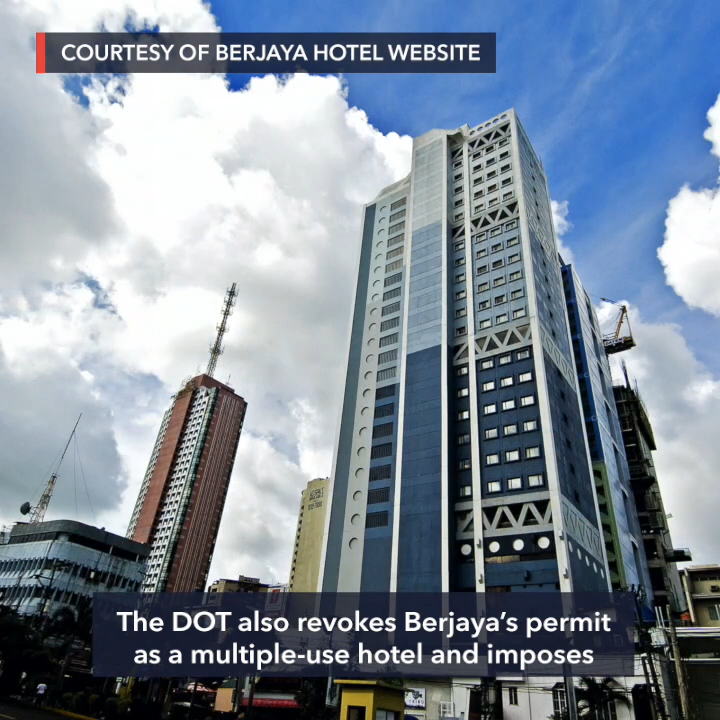 COURTESY OF BERJAYA HOTEL WEBSITE
The DOT also revokes Berjaya's permit
as a multiple-use hotel and imposes